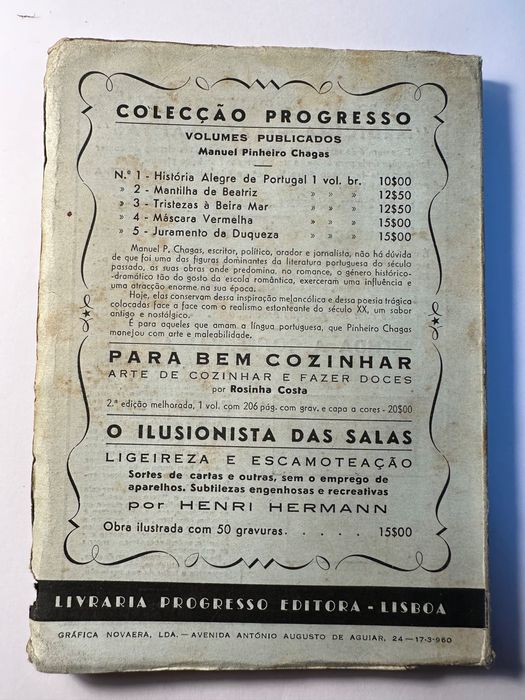 COLECÇÃO PROGRESSO
VOLUMES PUBLICADOS
Manuel Pinheiro Chagas
N.º 1 - História Alegre de Portugal 1 vol. br. 10$00
» 2 - Mantilha de Beatriz » » » 12$50
» 3 - Tristezas à Beira Mar » » » 12$50
» 4 - Máscara Vermelha » » » 15$00
» 5 - Juramento da Duqueza » » » 15$00
Manuel P. Chagas, escritor, político, orador e jornalista, não há dúvida
de que foi uma das figuras dominantes da literatura portuguesa do século
passado, as suas obras onde predomina, no romance, o género histórico-
-dramático tão do gosto da escola romântica, exerceram uma influência e
uma atracção enorme na sua época.
Hoje, elas conservam dessa inspiração melancólica e dessa poesia trágica
colocadas face a face com o realismo estonteante do século XX, um sabor
antigo e nostálgico.
É para aqueles que amam a língua portuguesa, que Pinheiro Chagas
manejou com arte e maleabilidade.
PARA BEM COZINHAR
ARTE DE COZINHAR E FAZER DOCES
por Rosinha Costa
2.ª edição melhorada, 1 vol. com 206 pág. com grav. e capa a cores - 20$00
O ILUSIONISTA DAS SALAS
LIGEIREZA E ESCAMOTEAÇÃO
Sortes de cartas e outras, sem o emprego de
aparelhos. Subtilezas engenhosas e recreativas
por HENRI HERMANN
Obra ilustrada com 50 gravuras. . . . . 15$00
LIVRARIA PROGRESSO EDITORA - LISBOA
GRÁFICA NOVAERA, LDA. — AVENIDA ANTÓNIO AUGUSTO DE AGUIAR, 24 — 17-3-960